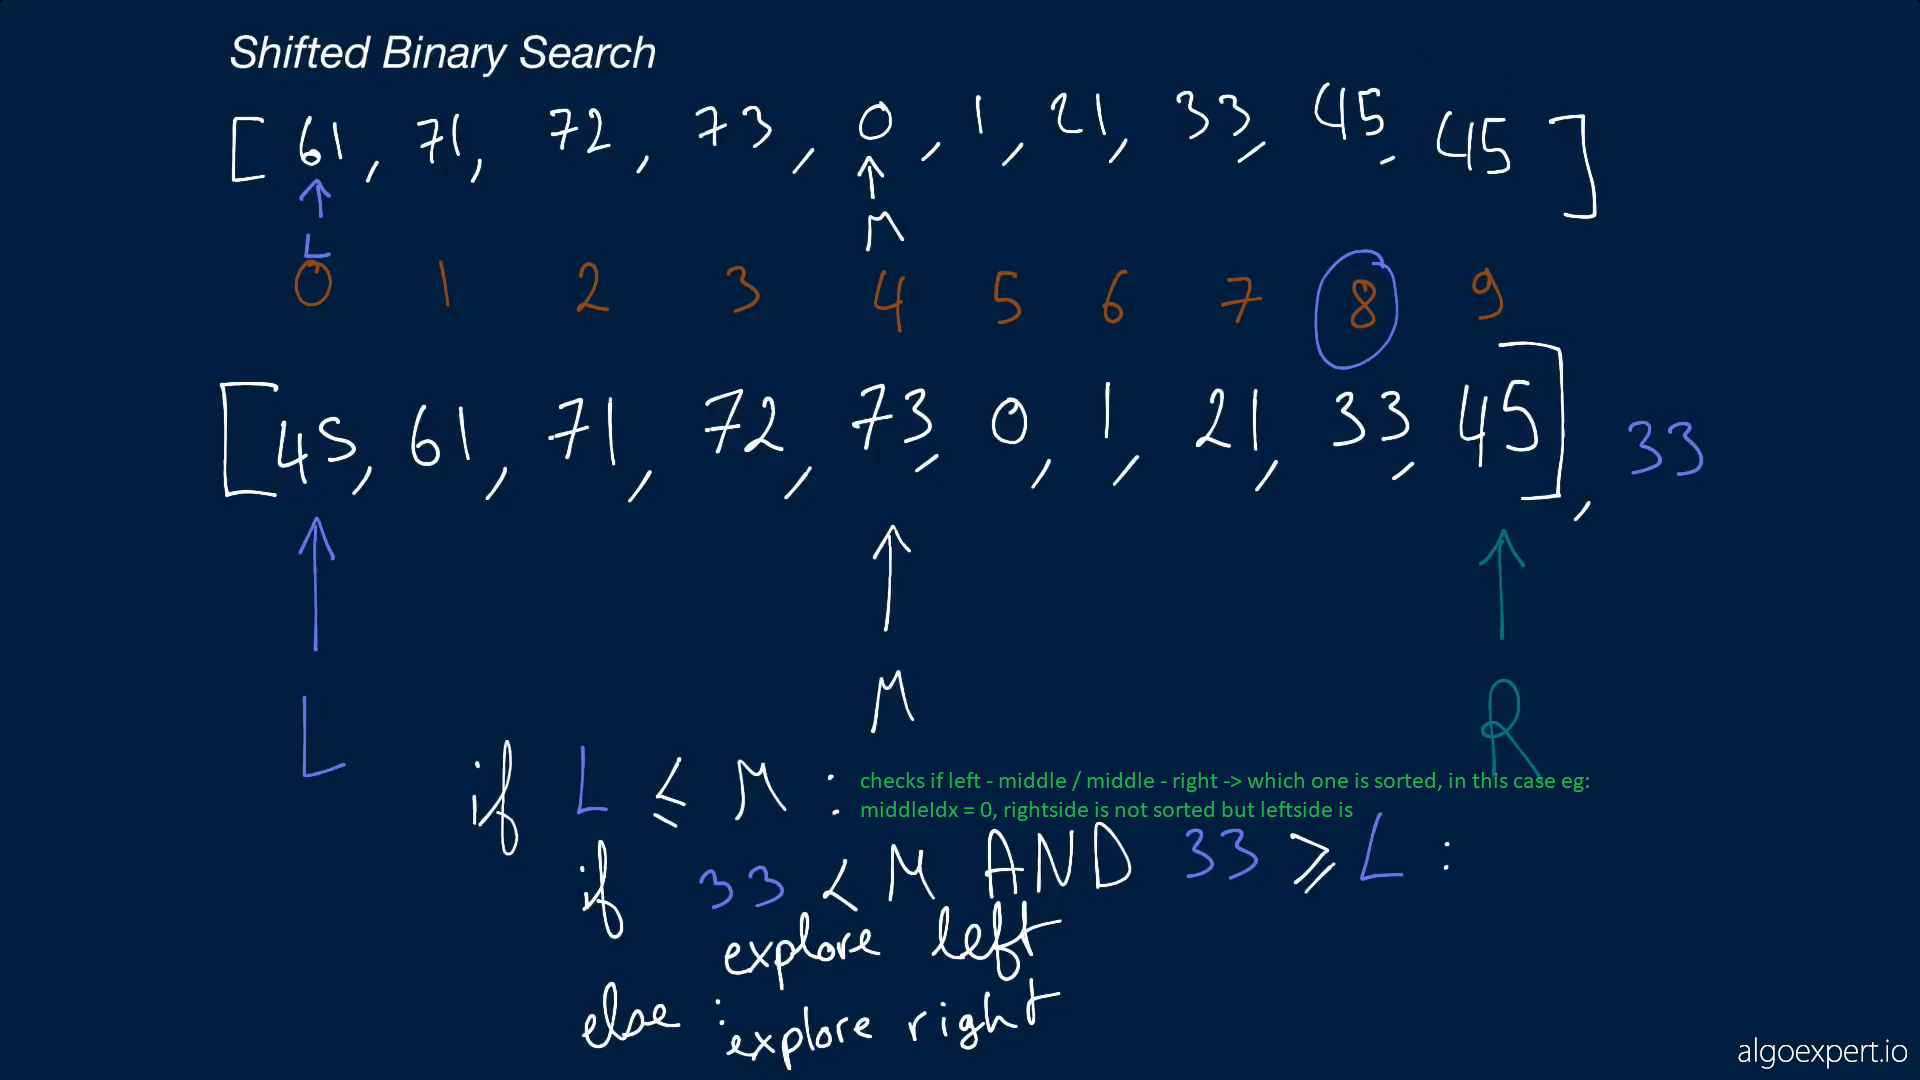 Shifted Binary Search
[ 61, 71, 72, 73, 0, 1, 21, 33, 45, 45 ]
L M
0 1 2 3 4 5 6 7 8 9
[ 45, 61, 71, 72, 73, 0, 1, 21, 33, 45 ], 33
L M R
if L ≤ M : checks if left - middle / middle - right -> which one is sorted, in this case eg:
middleIdx = 0, rightside is not sorted but leftside is
if 33 < M AND 33 ≥ L :
explore left
else : explore right
algoexpert.io